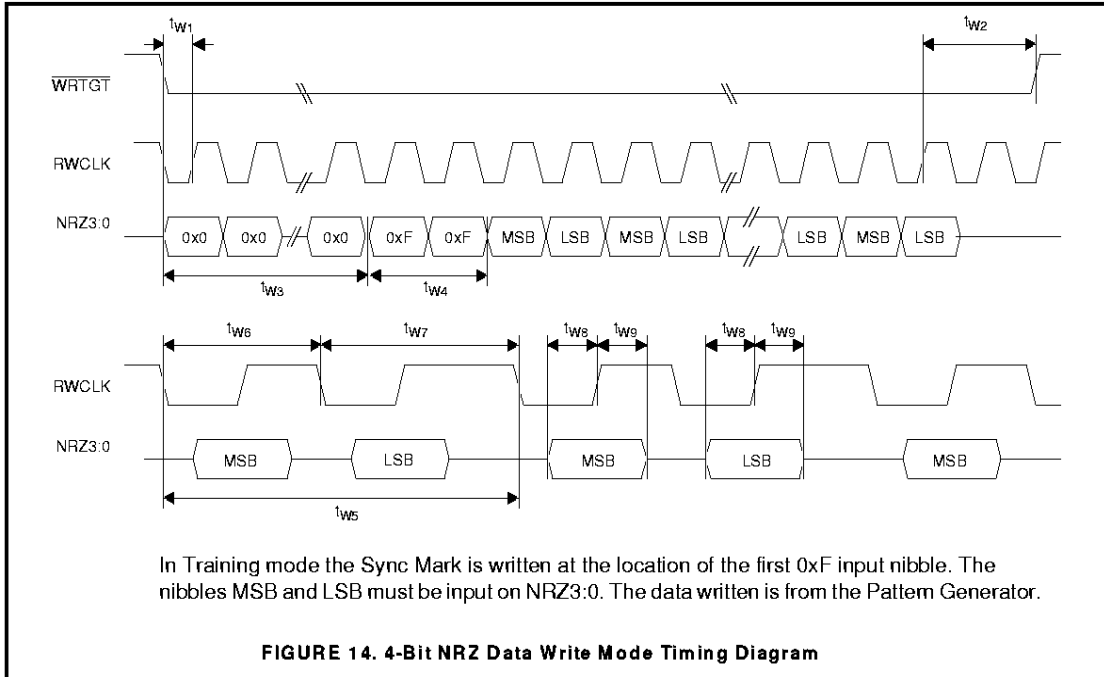 tW1
tW2
WRTGT
RWCLK
NRZ3:0
0x0 0x0 0x0 0xF 0xF MSB LSB MSB LSB LSB MSB LSB
tW3
tW4
tW6
tW7
tW8
tW9
tW8
tW9
RWCLK
NRZ3:0
MSB LSB MSB LSB MSB
tW5
In Training mode the Sync Mark is written at the location of the first 0xF input nibble. The
nibbles MSB and LSB must be input on NRZ3:0. The data written is from the Pattern Generator.
FIGURE 14. 4-Bit NRZ Data Write Mode Timing Diagram